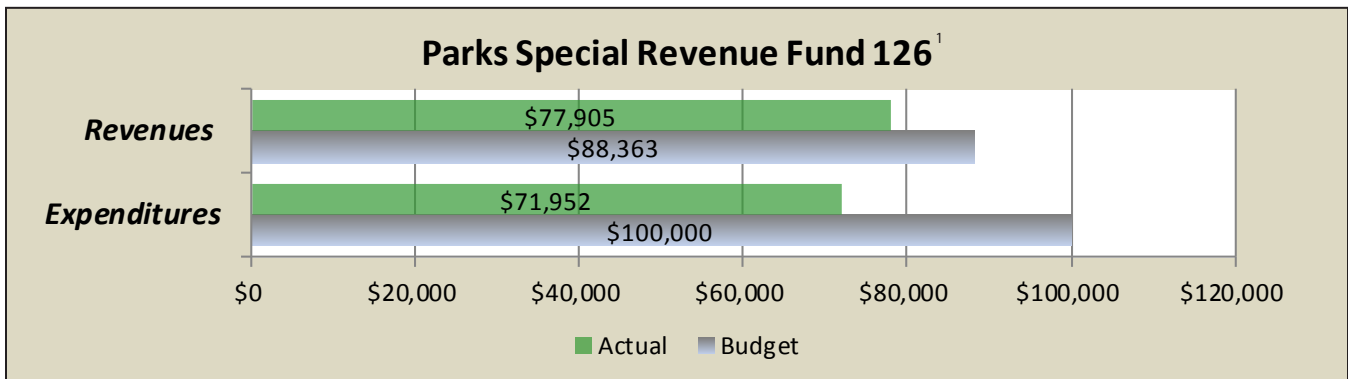 Parks Special Revenue Fund 126¹
Revenues
$77,905
$88,363
Expenditures
$71,952
$100,000
$0 $20,000 $40,000 $60,000 $80,000 $100,000 $120,000
Actual Budget